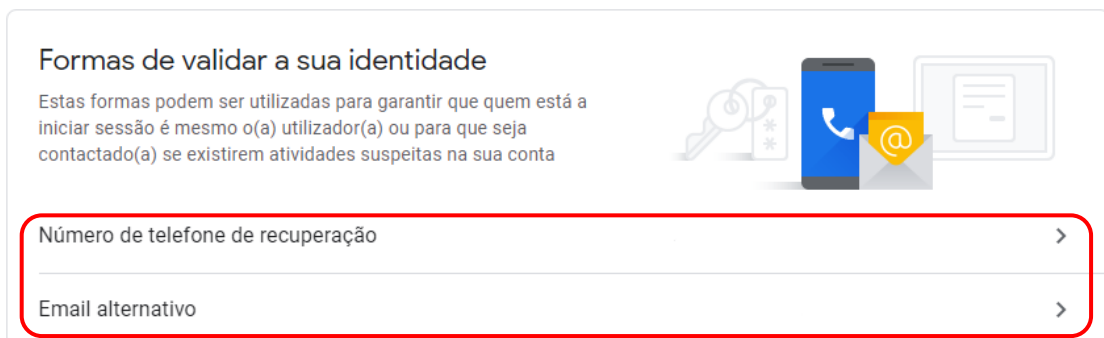 Formas de validar a sua identidade
Estas formas podem ser utilizadas para garantir que quem está a
iniciar sessão é mesmo o(a) utilizador(a) ou para que seja
contactado(a) se existirem atividades suspeitas na sua conta
Número de telefone de recuperação
Email alternativo